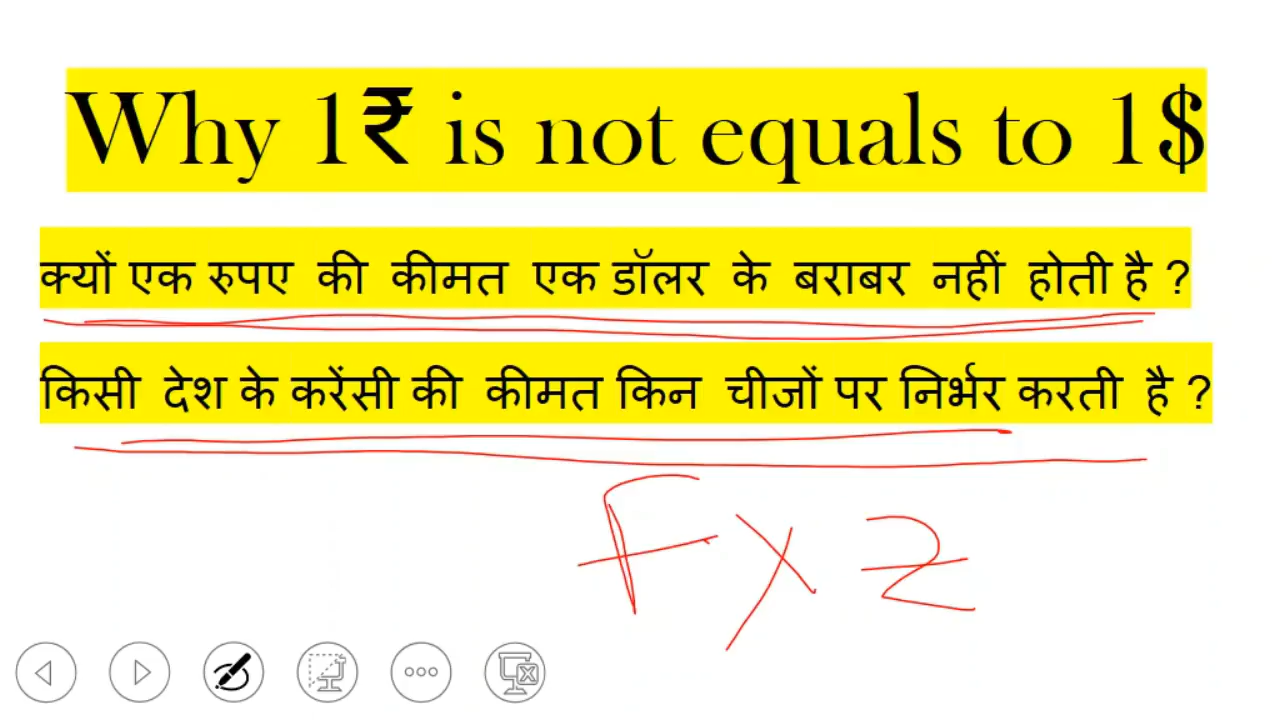 Why 1₹ is not equals to 1$
क्यों एक रुपए की कीमत एक डॉलर के बराबर नहीं होती है ?
किसी देश के करेंसी की कीमत किन चीजों पर निर्भर करती है ?
FYZ